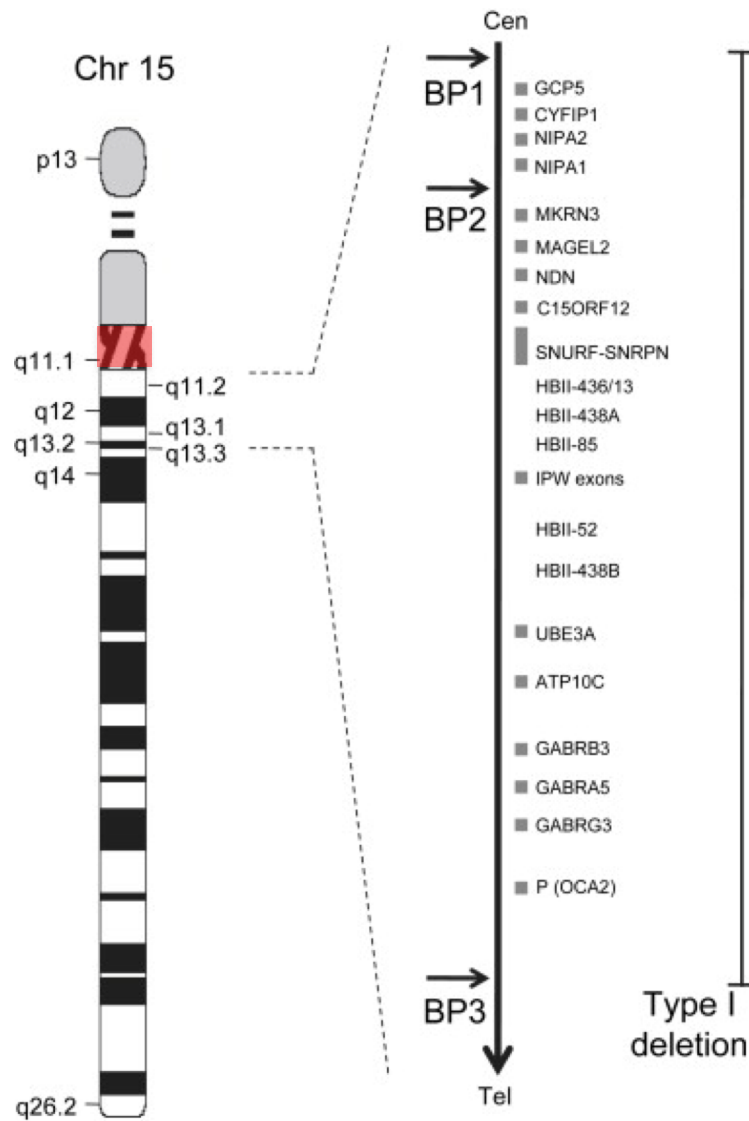 Chr 15
p13
q11.1
q11.2
q12
q13.1
q13.2
q13.3
q14
q26.2
Cen
BP1
GCP5
CYFIP1
NIPA2
NIPA1
BP2
MKRN3
MAGEL2
NDN
C15ORF12
SNURF-SNRPN
HBII-436/13
HBII-438A
HBII-85
IPW exons
HBII-52
HBII-438B
UBE3A
ATP10C
GABRB3
GABRA5
GABRG3
P (OCA2)
BP3
Tel
Type I
deletion